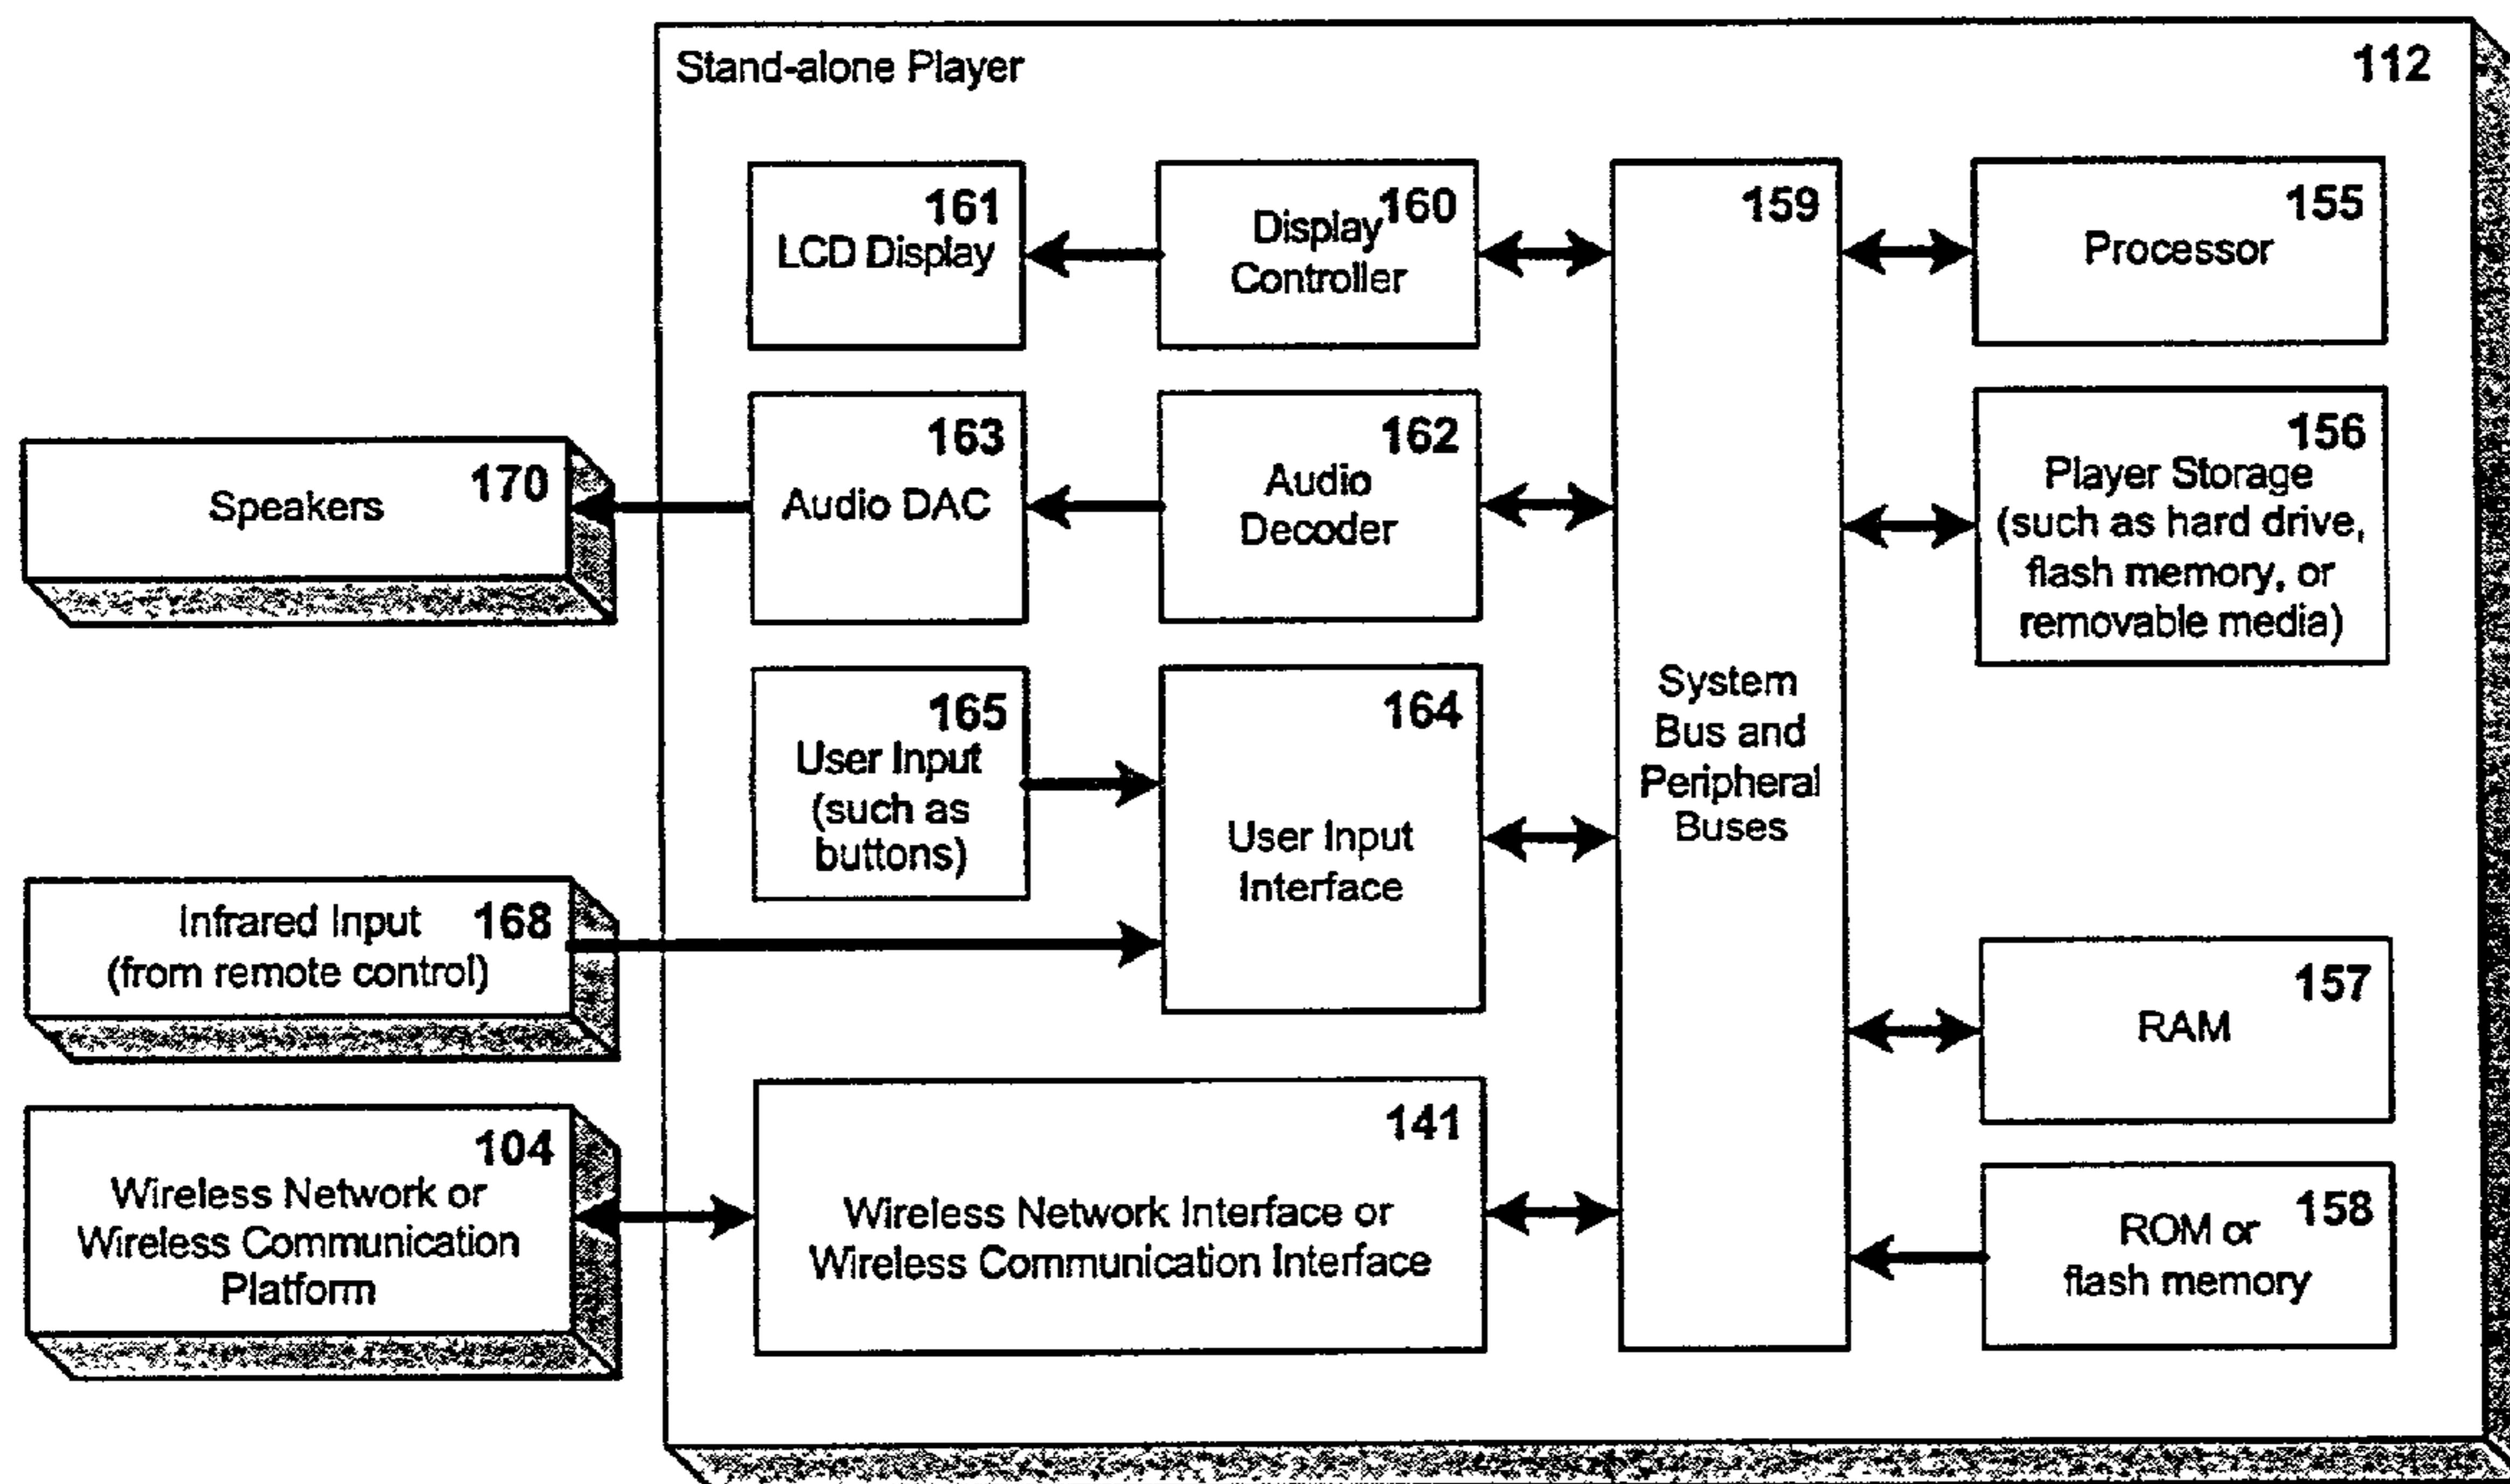 Stand-alone Player
112
161
LCD Display
160
Display
Controller
159
System
Bus and
Peripheral
Buses
155
Processor
170
Speakers
163
Audio DAC
162
Audio
Decoder
156
Player Storage
(such as hard drive,
flash memory, or
removable media)
165
User Input
(such as
buttons)
164
User Input
Interface
Infrared Input
168
(from remote control)
157
RAM
104
Wireless Network or
Wireless Communication
Platform
141
Wireless Network Interface or
Wireless Communication Interface
158
ROM or
flash memory